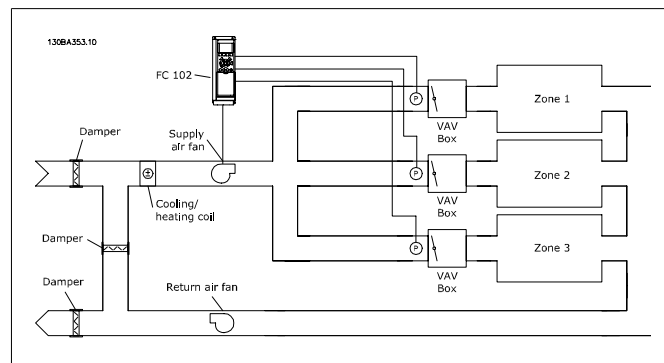 130BA353.10
FC 102
Damper
Supply
air fan
Cooling/
heating coil
Damper
Damper
Return air fan
P
VAV
Box
Zone 1
P
VAV
Box
Zone 2
P
VAV
Box
Zone 3